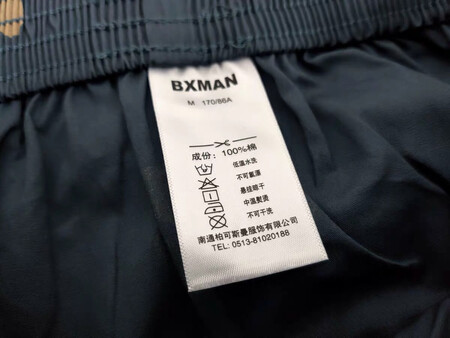 BXMAN
M 170/86A
成份：100%棉
低温水洗
不可氯漂
悬挂晾干
中温熨烫
不可干洗
南通柏可斯曼服饰有限公司
TEL: 0513-81020188